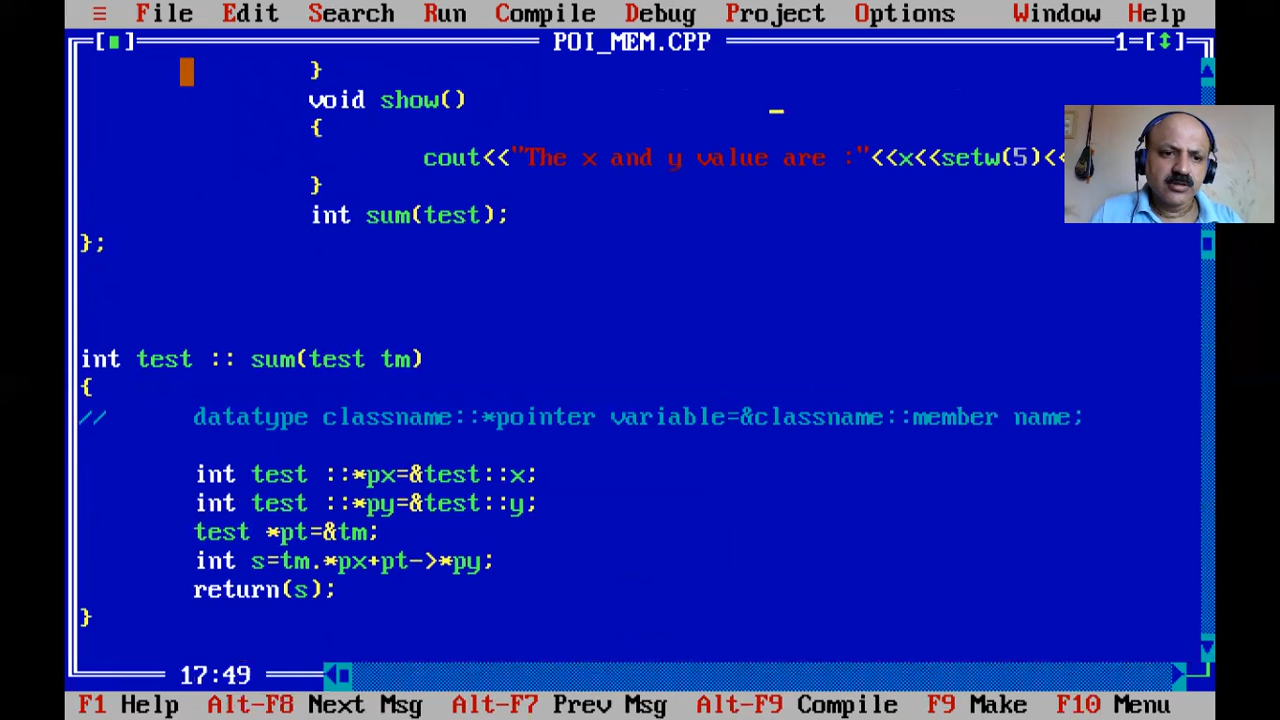 ≡ File Edit Search Run Compile Debug Project Options Window Help
[■] POI_MEM.CPP 1=[↕]
}
void show()
{
cout<<"The x and y value are :"<<x<<setw(5)<<
}
int sum(test);
};
int test :: sum(test tm)
{
// datatype classname::*pointer variable=&classname::member name;
int test ::*px=&test::x;
int test ::*py=&test::y;
test *pt=&tm;
int s=tm.*px+pt->*py;
return(s);
}
17:49
F1 Help Alt-F8 Next Msg Alt-F7 Prev Msg Alt-F9 Compile F9 Make F10 Menu